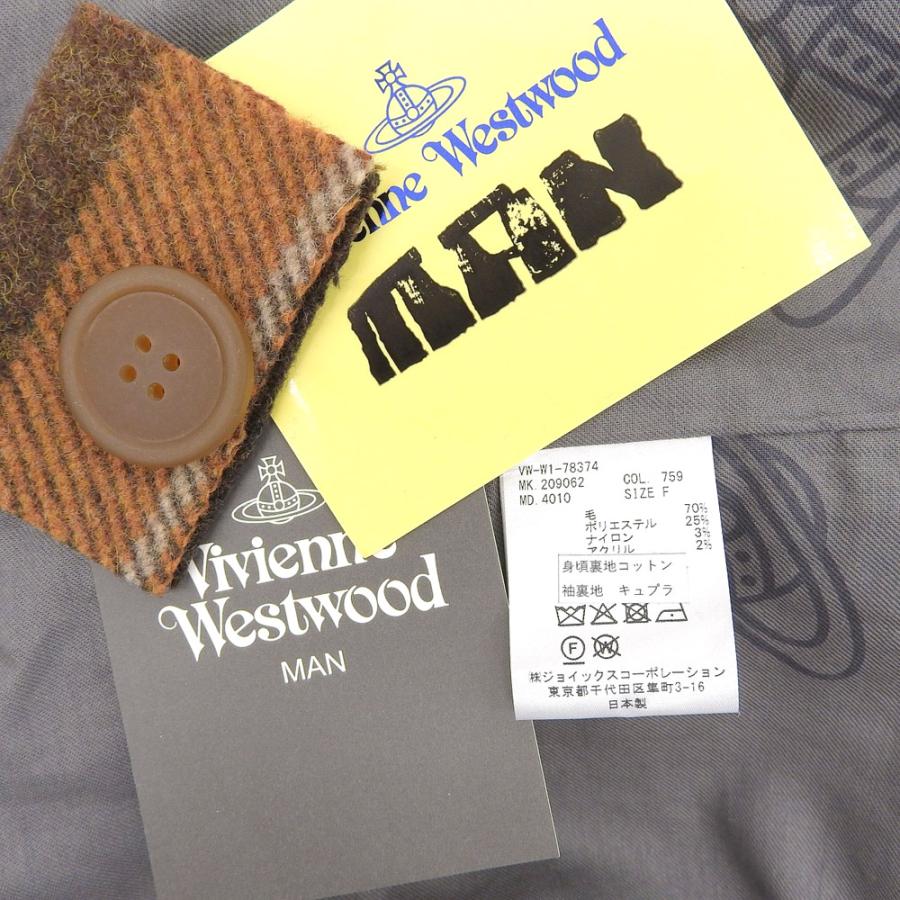 Vivienne Westwood
MAN
Vivienne
Westwood
MAN
VW-W1-78374
MK. 209062 COL. 759
MD. 4010 SIZE F
毛 70%
ポリエステル 25%
ナイロン 3%
アクリル 2%
身頃裏地コットン
袖裏地 キュプラ
F W
㈱ジョイックスコーポレーション
東京都千代田区隼町3-16
日本製